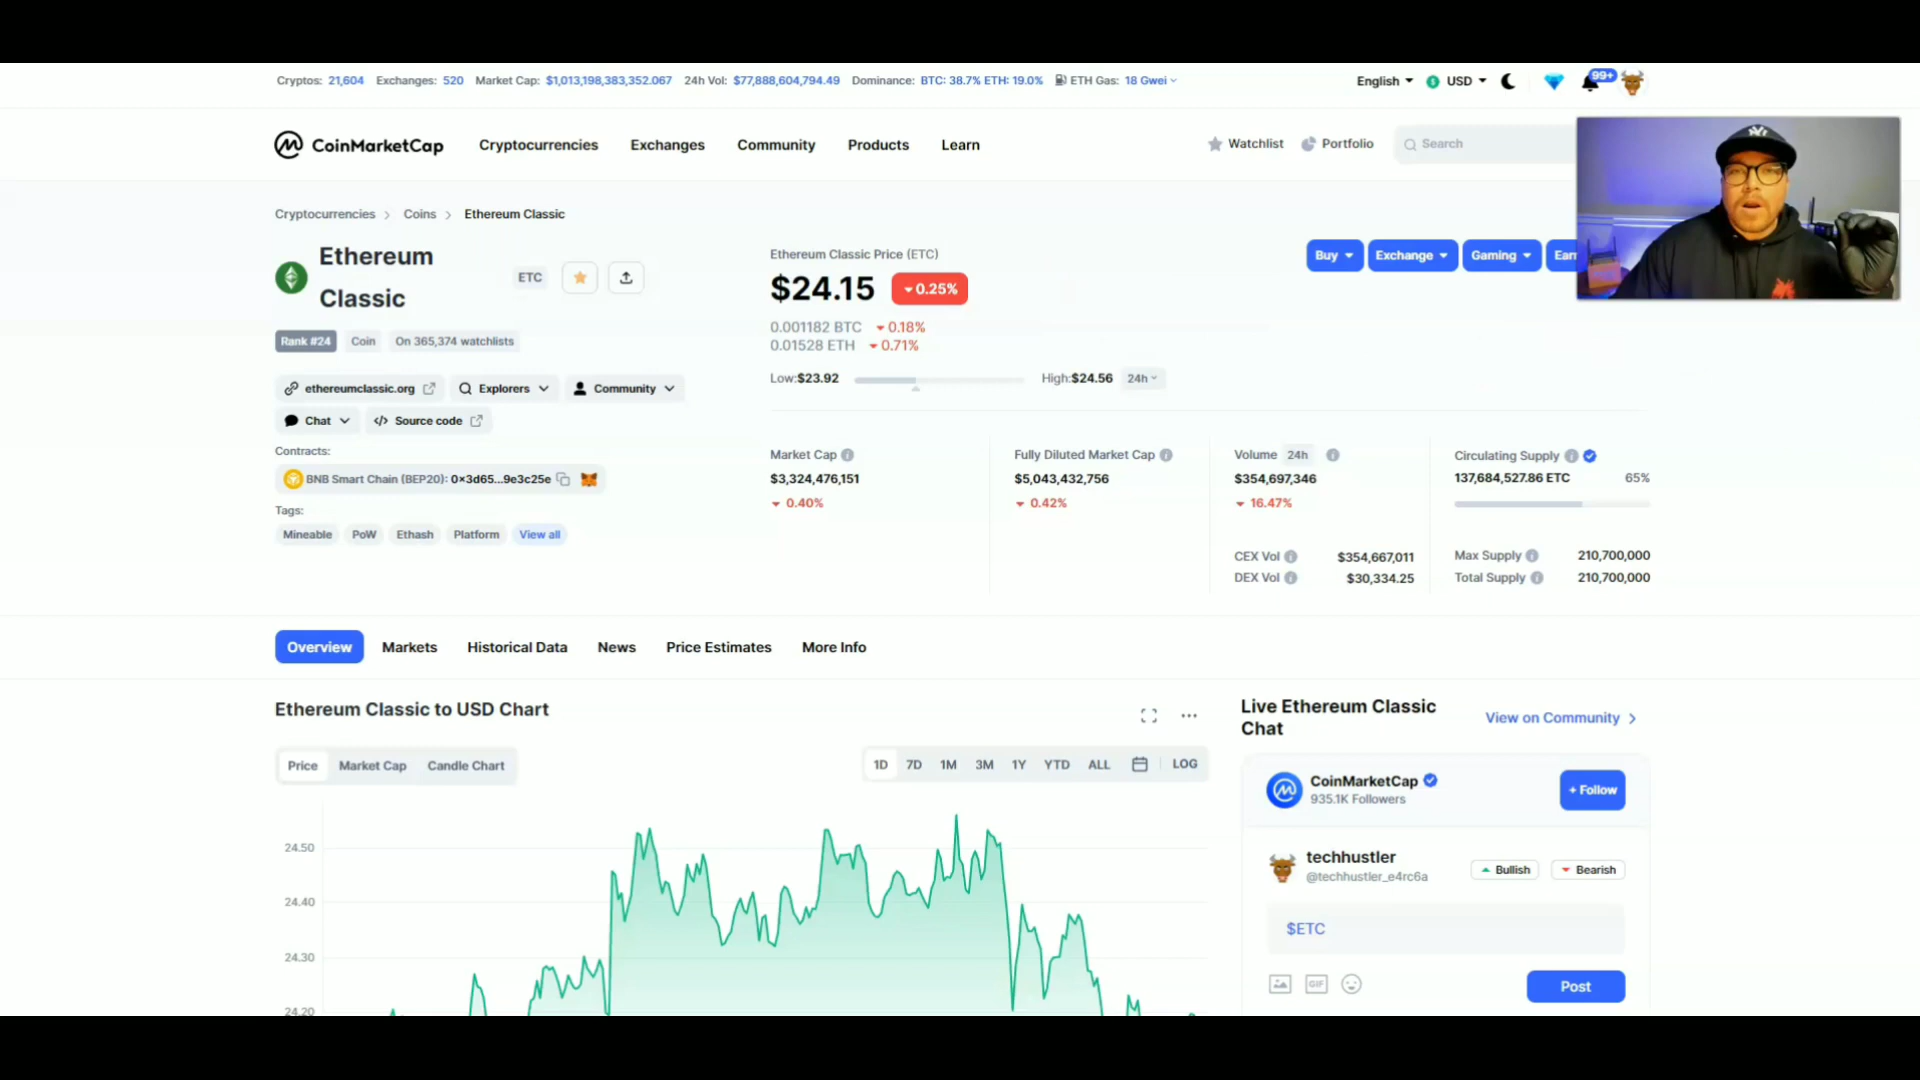 Cryptos: 21,604 Exchanges: 520 Market Cap: $1,013,198,383,352.067 24h Vol: $77,888,604,794.49 Dominance: BTC: 38.7% ETH: 19.0% ETH Gas: 18 Gwei
English USD 99+
CoinMarketCap Cryptocurrencies Exchanges Community Products Learn
Watchlist Portfolio Search
Cryptocurrencies > Coins > Ethereum Classic
Ethereum
Classic
ETC
Rank #24 Coin On 365,374 watchlists
ethereumclassic.org Explorers Community
Chat Source code
Contracts:
BNB Smart Chain (BEP20): 0x3d65...9e3c25e
Tags:
Mineable PoW Ethash Platform View all
Ethereum Classic Price (ETC)
$24.15 0.25%
0.001182 BTC 0.18%
0.01528 ETH 0.71%
Low:$23.92 High:$24.56 24h
Buy Exchange Gaming Earn
Market Cap
$3,324,476,151
0.40%
Fully Diluted Market Cap
$5,043,432,756
0.42%
Volume 24h
$354,697,346
16.47%
CEX Vol $354,667,011
DEX Vol $30,334.25
Circulating Supply
137,684,527.86 ETC 65%
Max Supply 210,700,000
Total Supply 210,700,000
Overview Markets Historical Data News Price Estimates More Info
Ethereum Classic to USD Chart
Price Market Cap Candle Chart
1D 7D 1M 3M 1Y YTD ALL LOG
24.50
24.40
24.30
24.20
Live Ethereum Classic
Chat
View on Community >
CoinMarketCap
935.1K Followers
+ Follow
techhustler
@techhustler_e4rc6a
Bullish Bearish
$ETC
GIF
Post